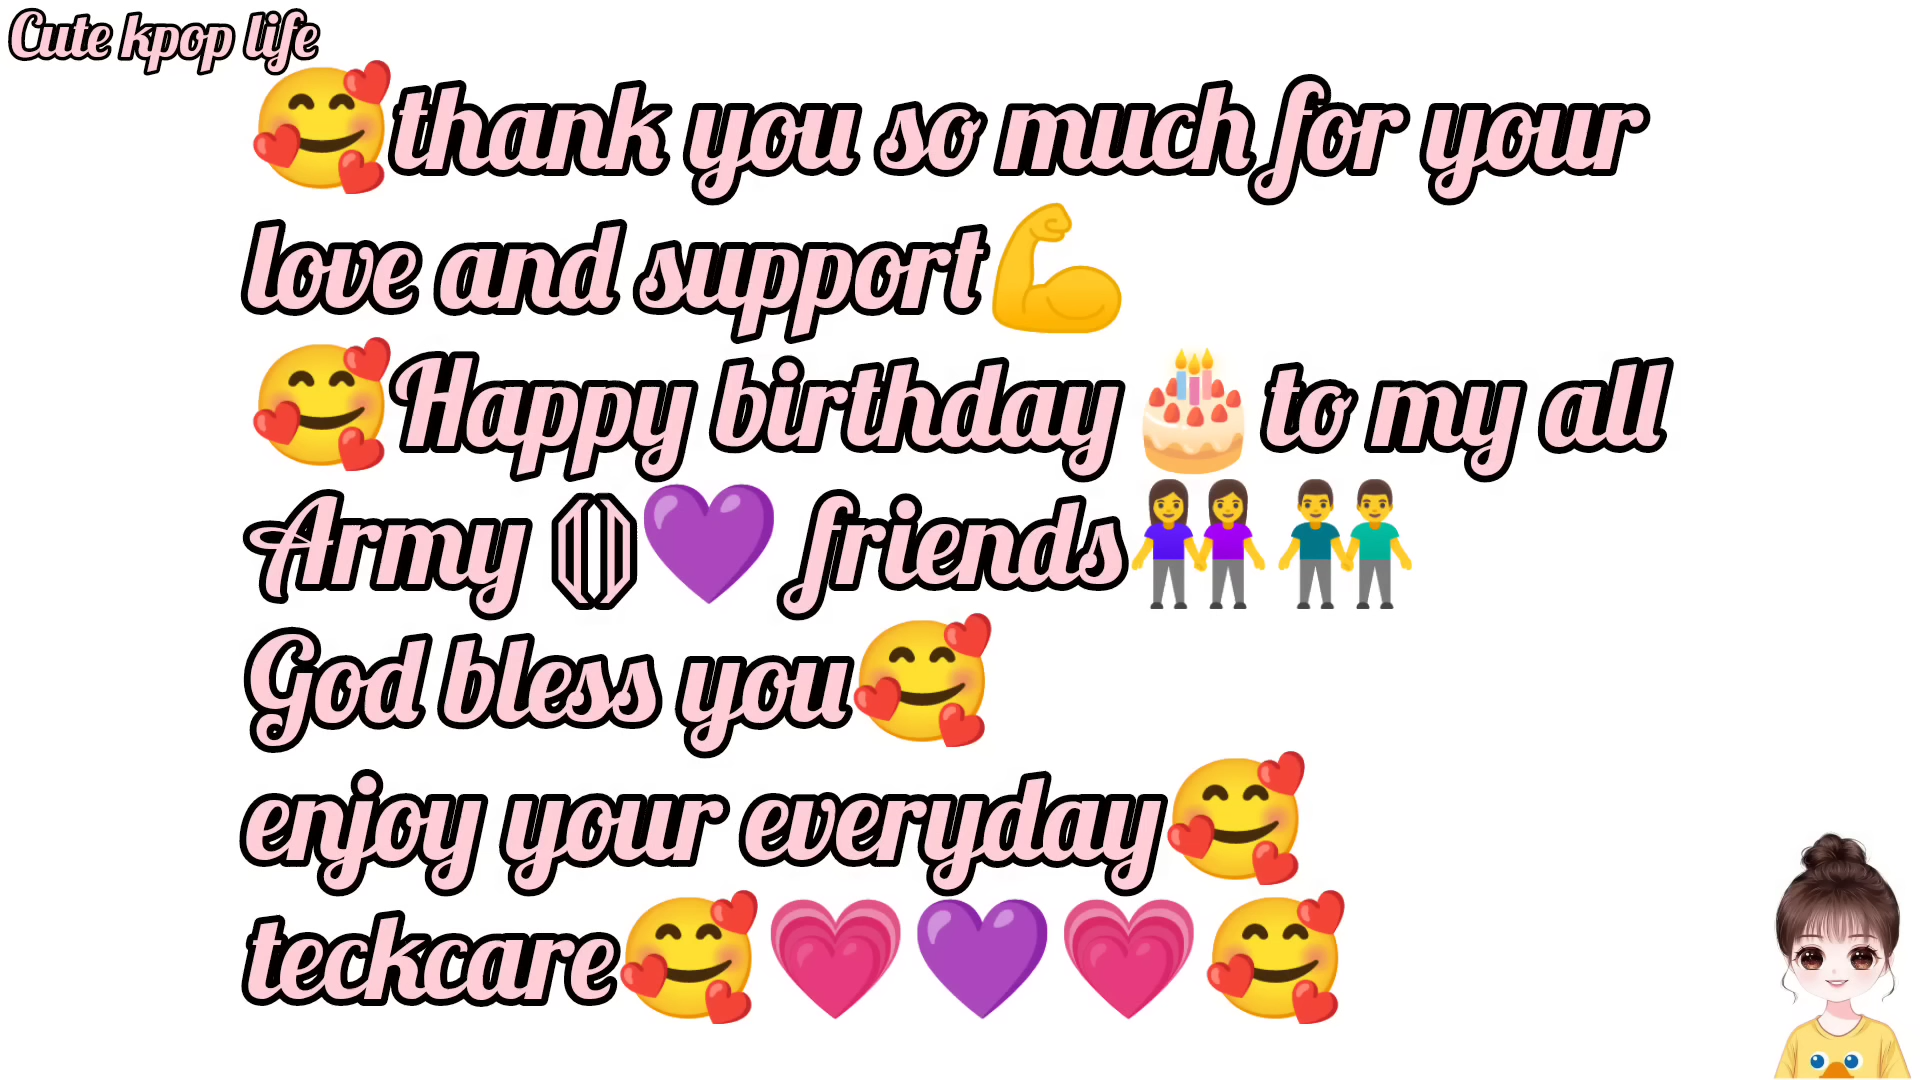 Cute kpop life
🥰thank you so much for your
love and support💪
🥰Happy birthday🎂to my all
Army ⟬⟭💜 friends👭👬
God bless you🥰
enjoy your everyday🥰
teckcare🥰💗💜💗🥰